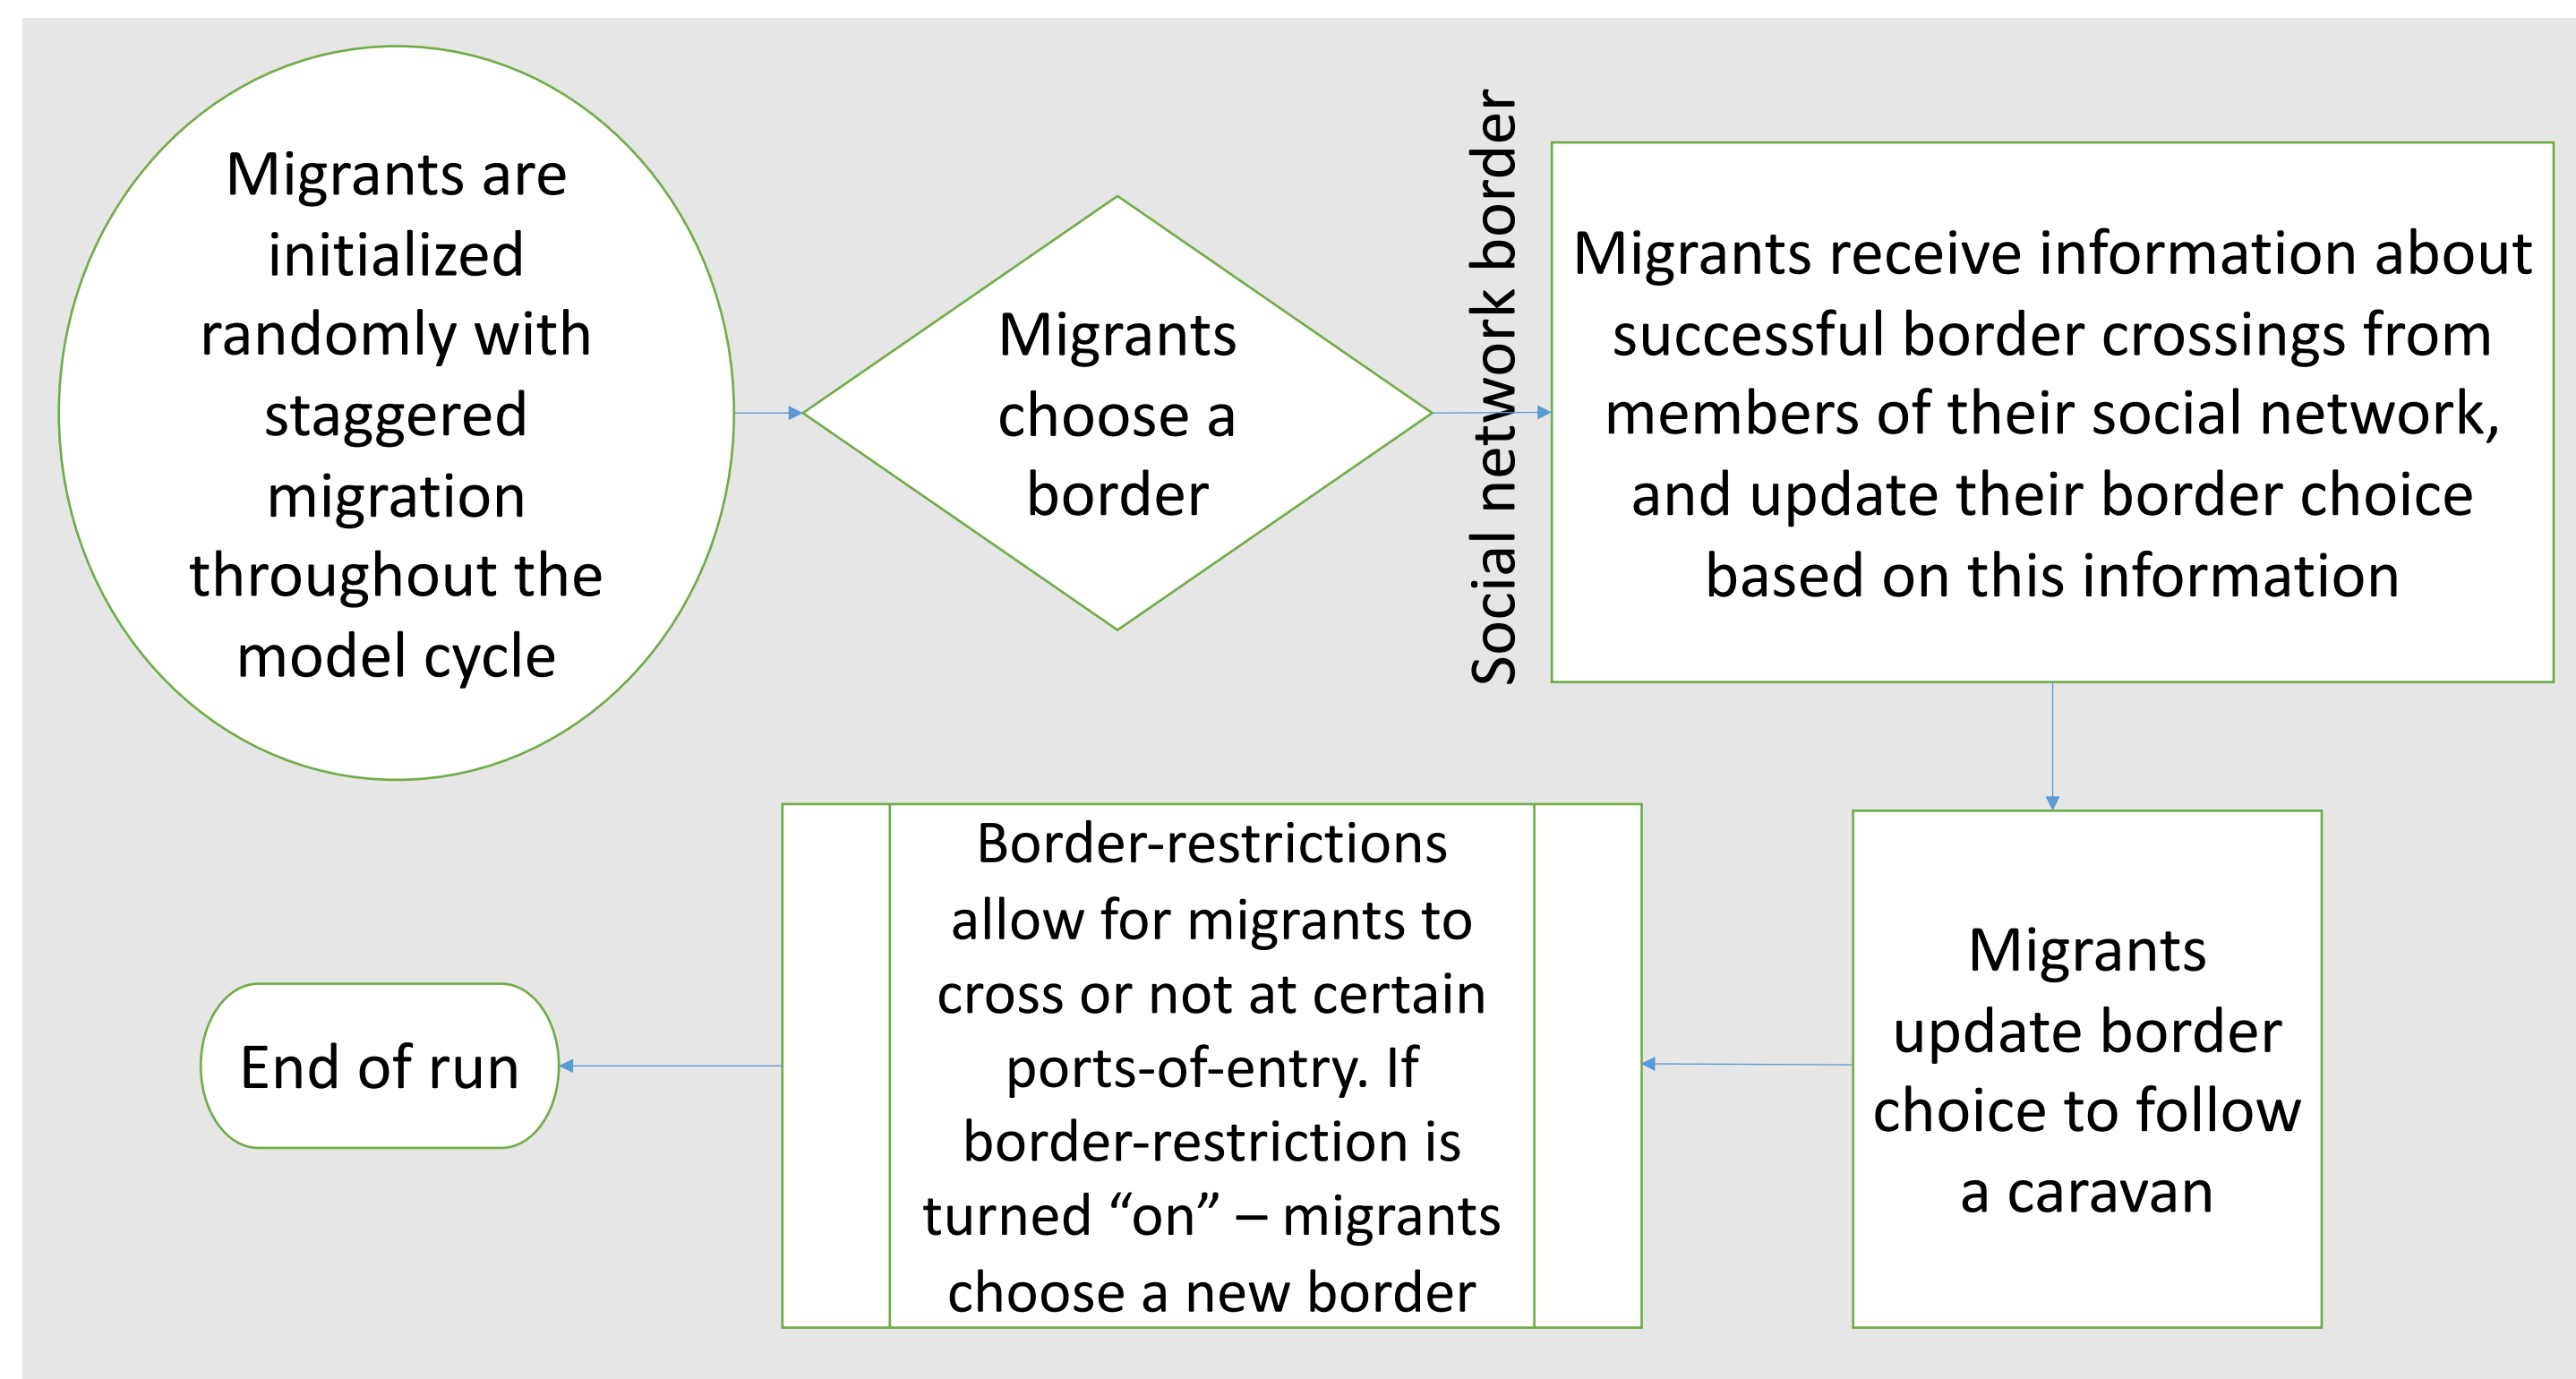 Migrants are
initialized
randomly with
staggered
migration
throughout the
model cycle
Migrants
choose a
border
Social network border
Migrants receive information about
successful border crossings from
members of their social network,
and update their border choice
based on this information
Migrants
update border
choice to follow
a caravan
Border-restrictions
allow for migrants to
cross or not at certain
ports-of-entry. If
border-restriction is
turned “on” – migrants
choose a new border
End of run